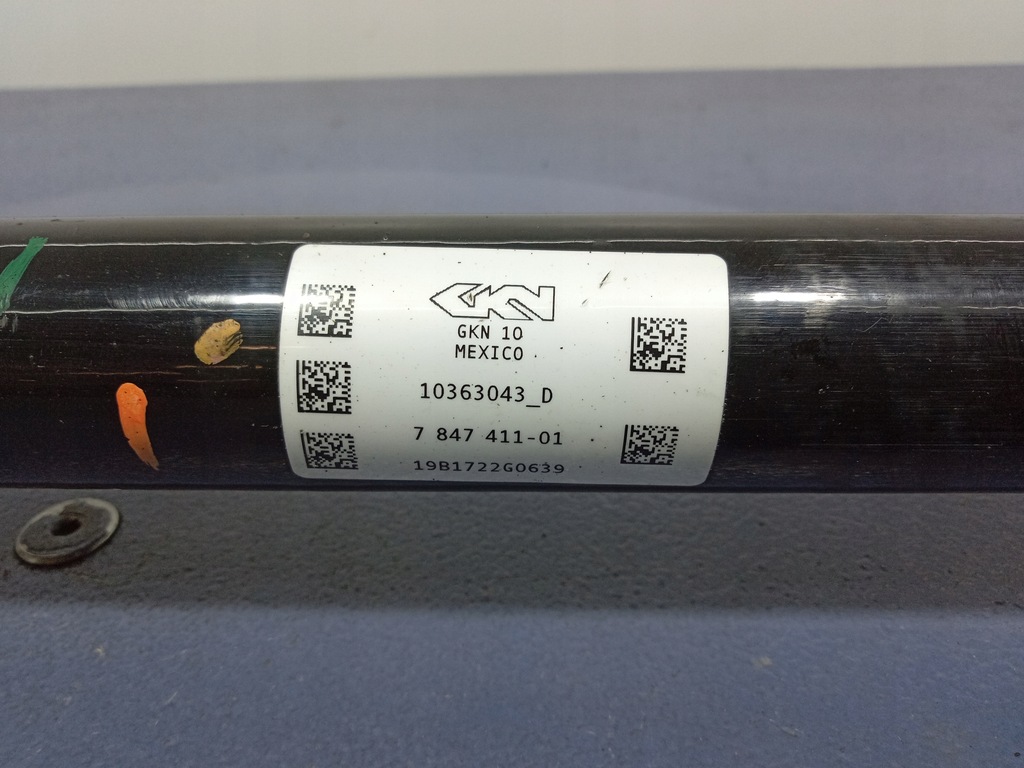 GKN
GKN 10
MEXICO
10363043_D
7 847 411-01
19B1722G0639